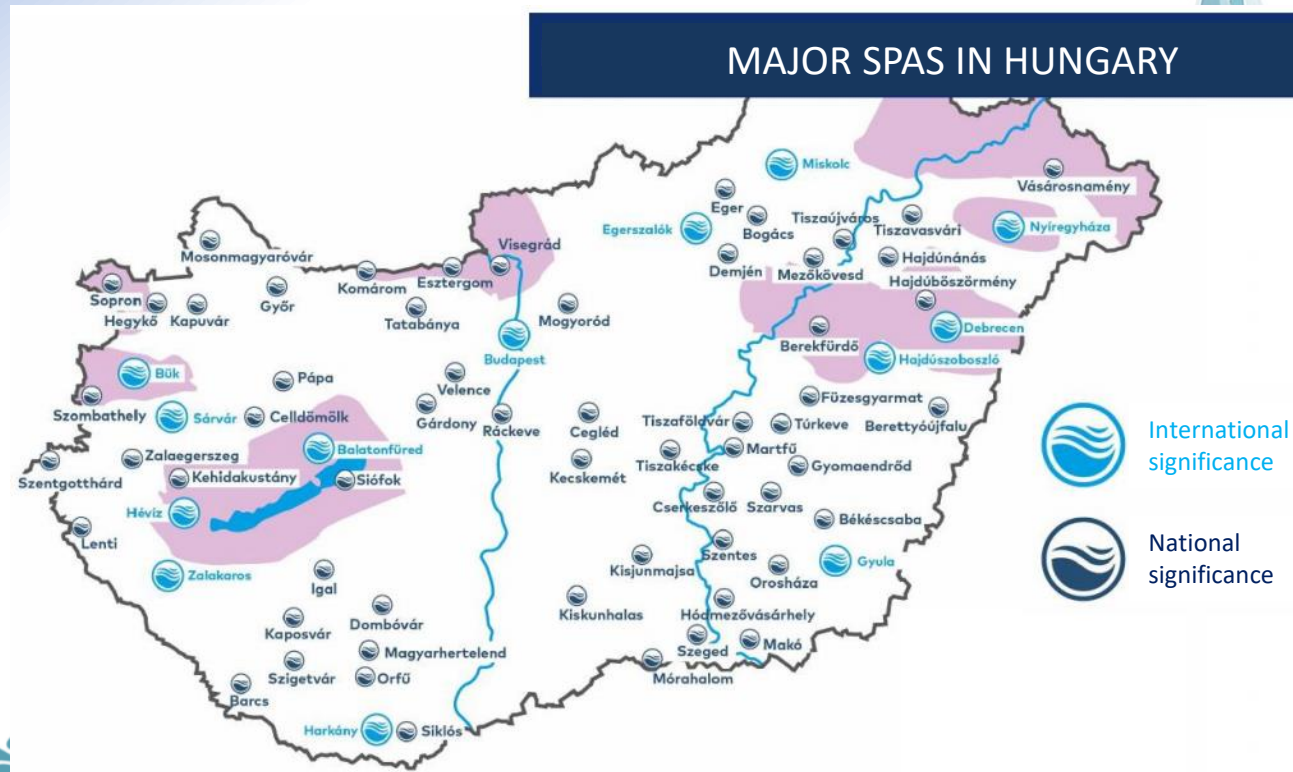 MAJOR SPAS IN HUNGARY
Miskolc
Vásárosnamény
Eger
Egerszalók
Bogács
Tiszaújváros
Tiszavasvári
Nyíregyháza
Visegrád
Mosonmagyaróvár
Demjén
Mezőkövesd
Hajdúnánás
Hajdúböszörmény
Sopron
Hegykő
Kapuvár
Győr
Komárom
Esztergom
Tatabánya
Mogyoród
Debrecen
Berekfürdő
Hajdúszoboszló
Budapest
Bük
Pápa
Velence
Szombathely
Sárvár
Celldömölk
Gárdony
Ráckeve
Cegléd
Tiszaföldvár
Túrkeve
Füzesgyarmat
Berettyóújfalu
International
significance
Zalaegerszeg
Balatonfüred
Szentgotthárd
Kehidakustány
Siófok
Kecskemét
Tiszakécske
Martfű
Gyomaendrőd
Hévíz
Cserkeszőlő
Szarvas
Békéscsaba
Lenti
Szentes
National
significance
Zalakaros
Igal
Kisjunmajsa
Orosháza
Gyula
Kaposvár
Dombóvár
Kiskunhalas
Hódmezővásárhely
Magyarhertelend
Szeged
Makó
Szigetvár
Orfű
Mórahalom
Barcs
Harkány
Siklós